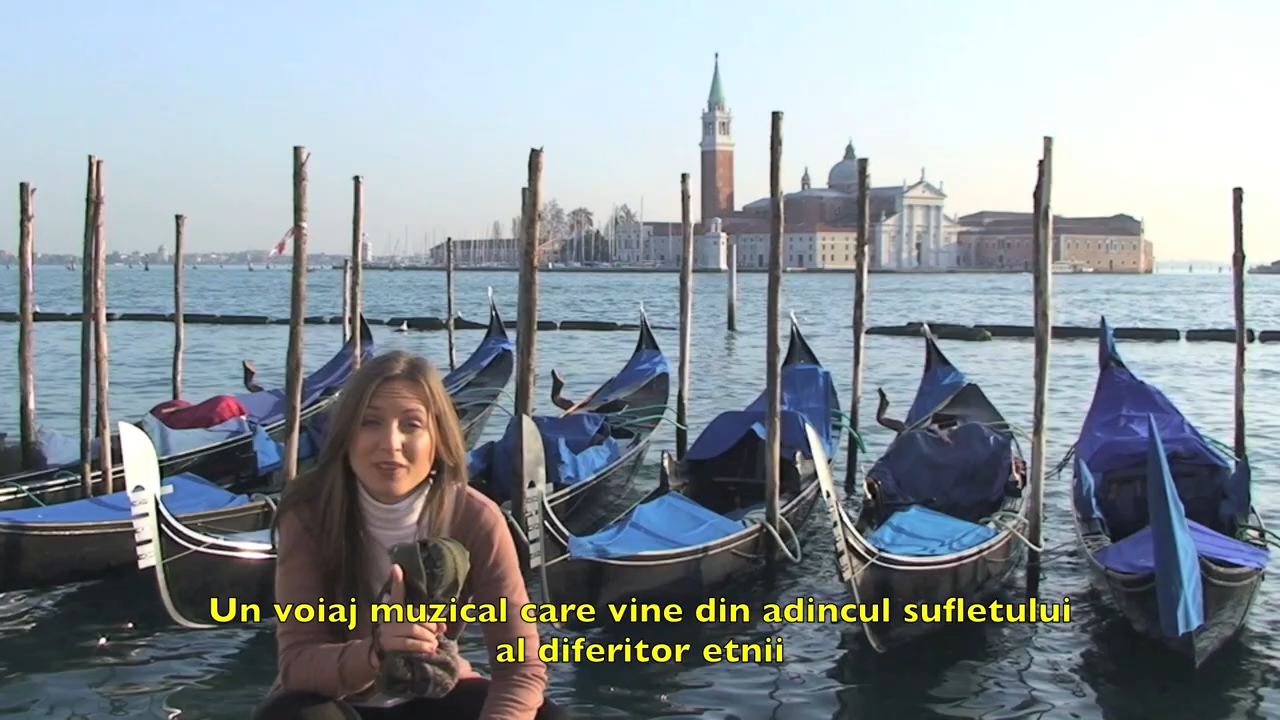 Un voiaj muzical care vine din adincul sufletului
al diferitor etnii